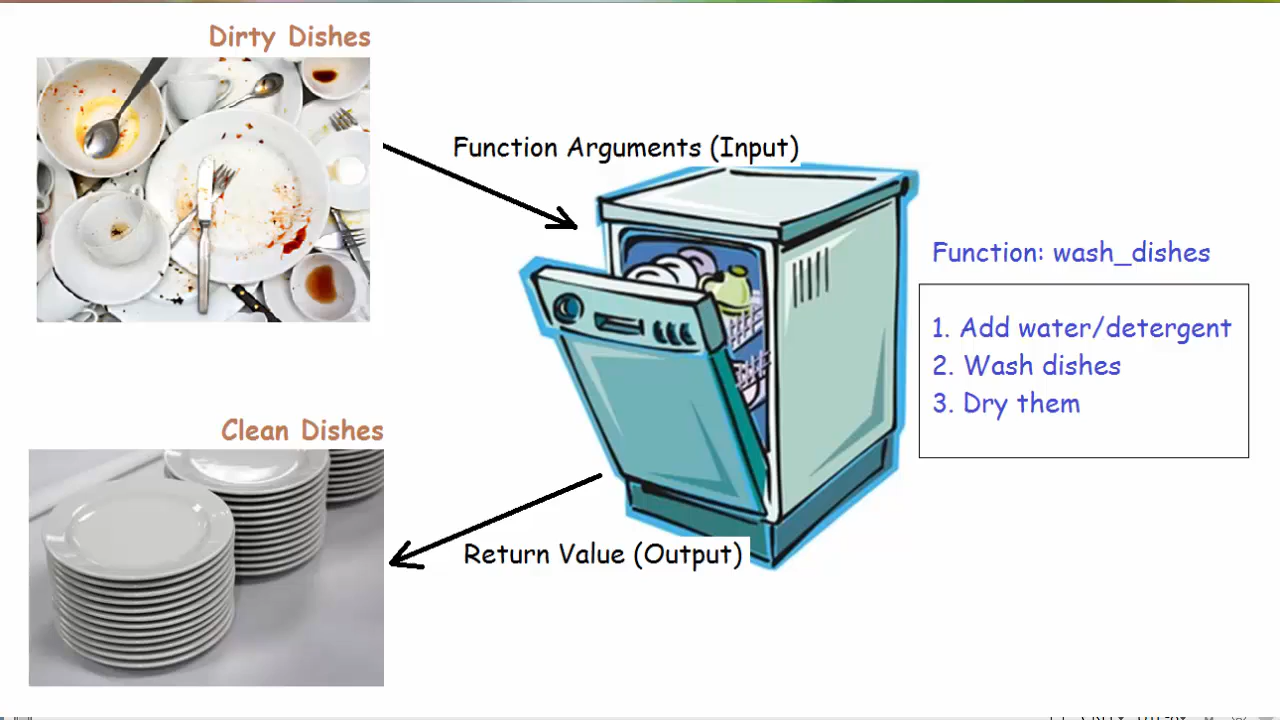 Dirty Dishes
Function Arguments (Input)
Function: wash_dishes
1. Add water/detergent
2. Wash dishes
3. Dry them
Clean Dishes
Return Value (Output)